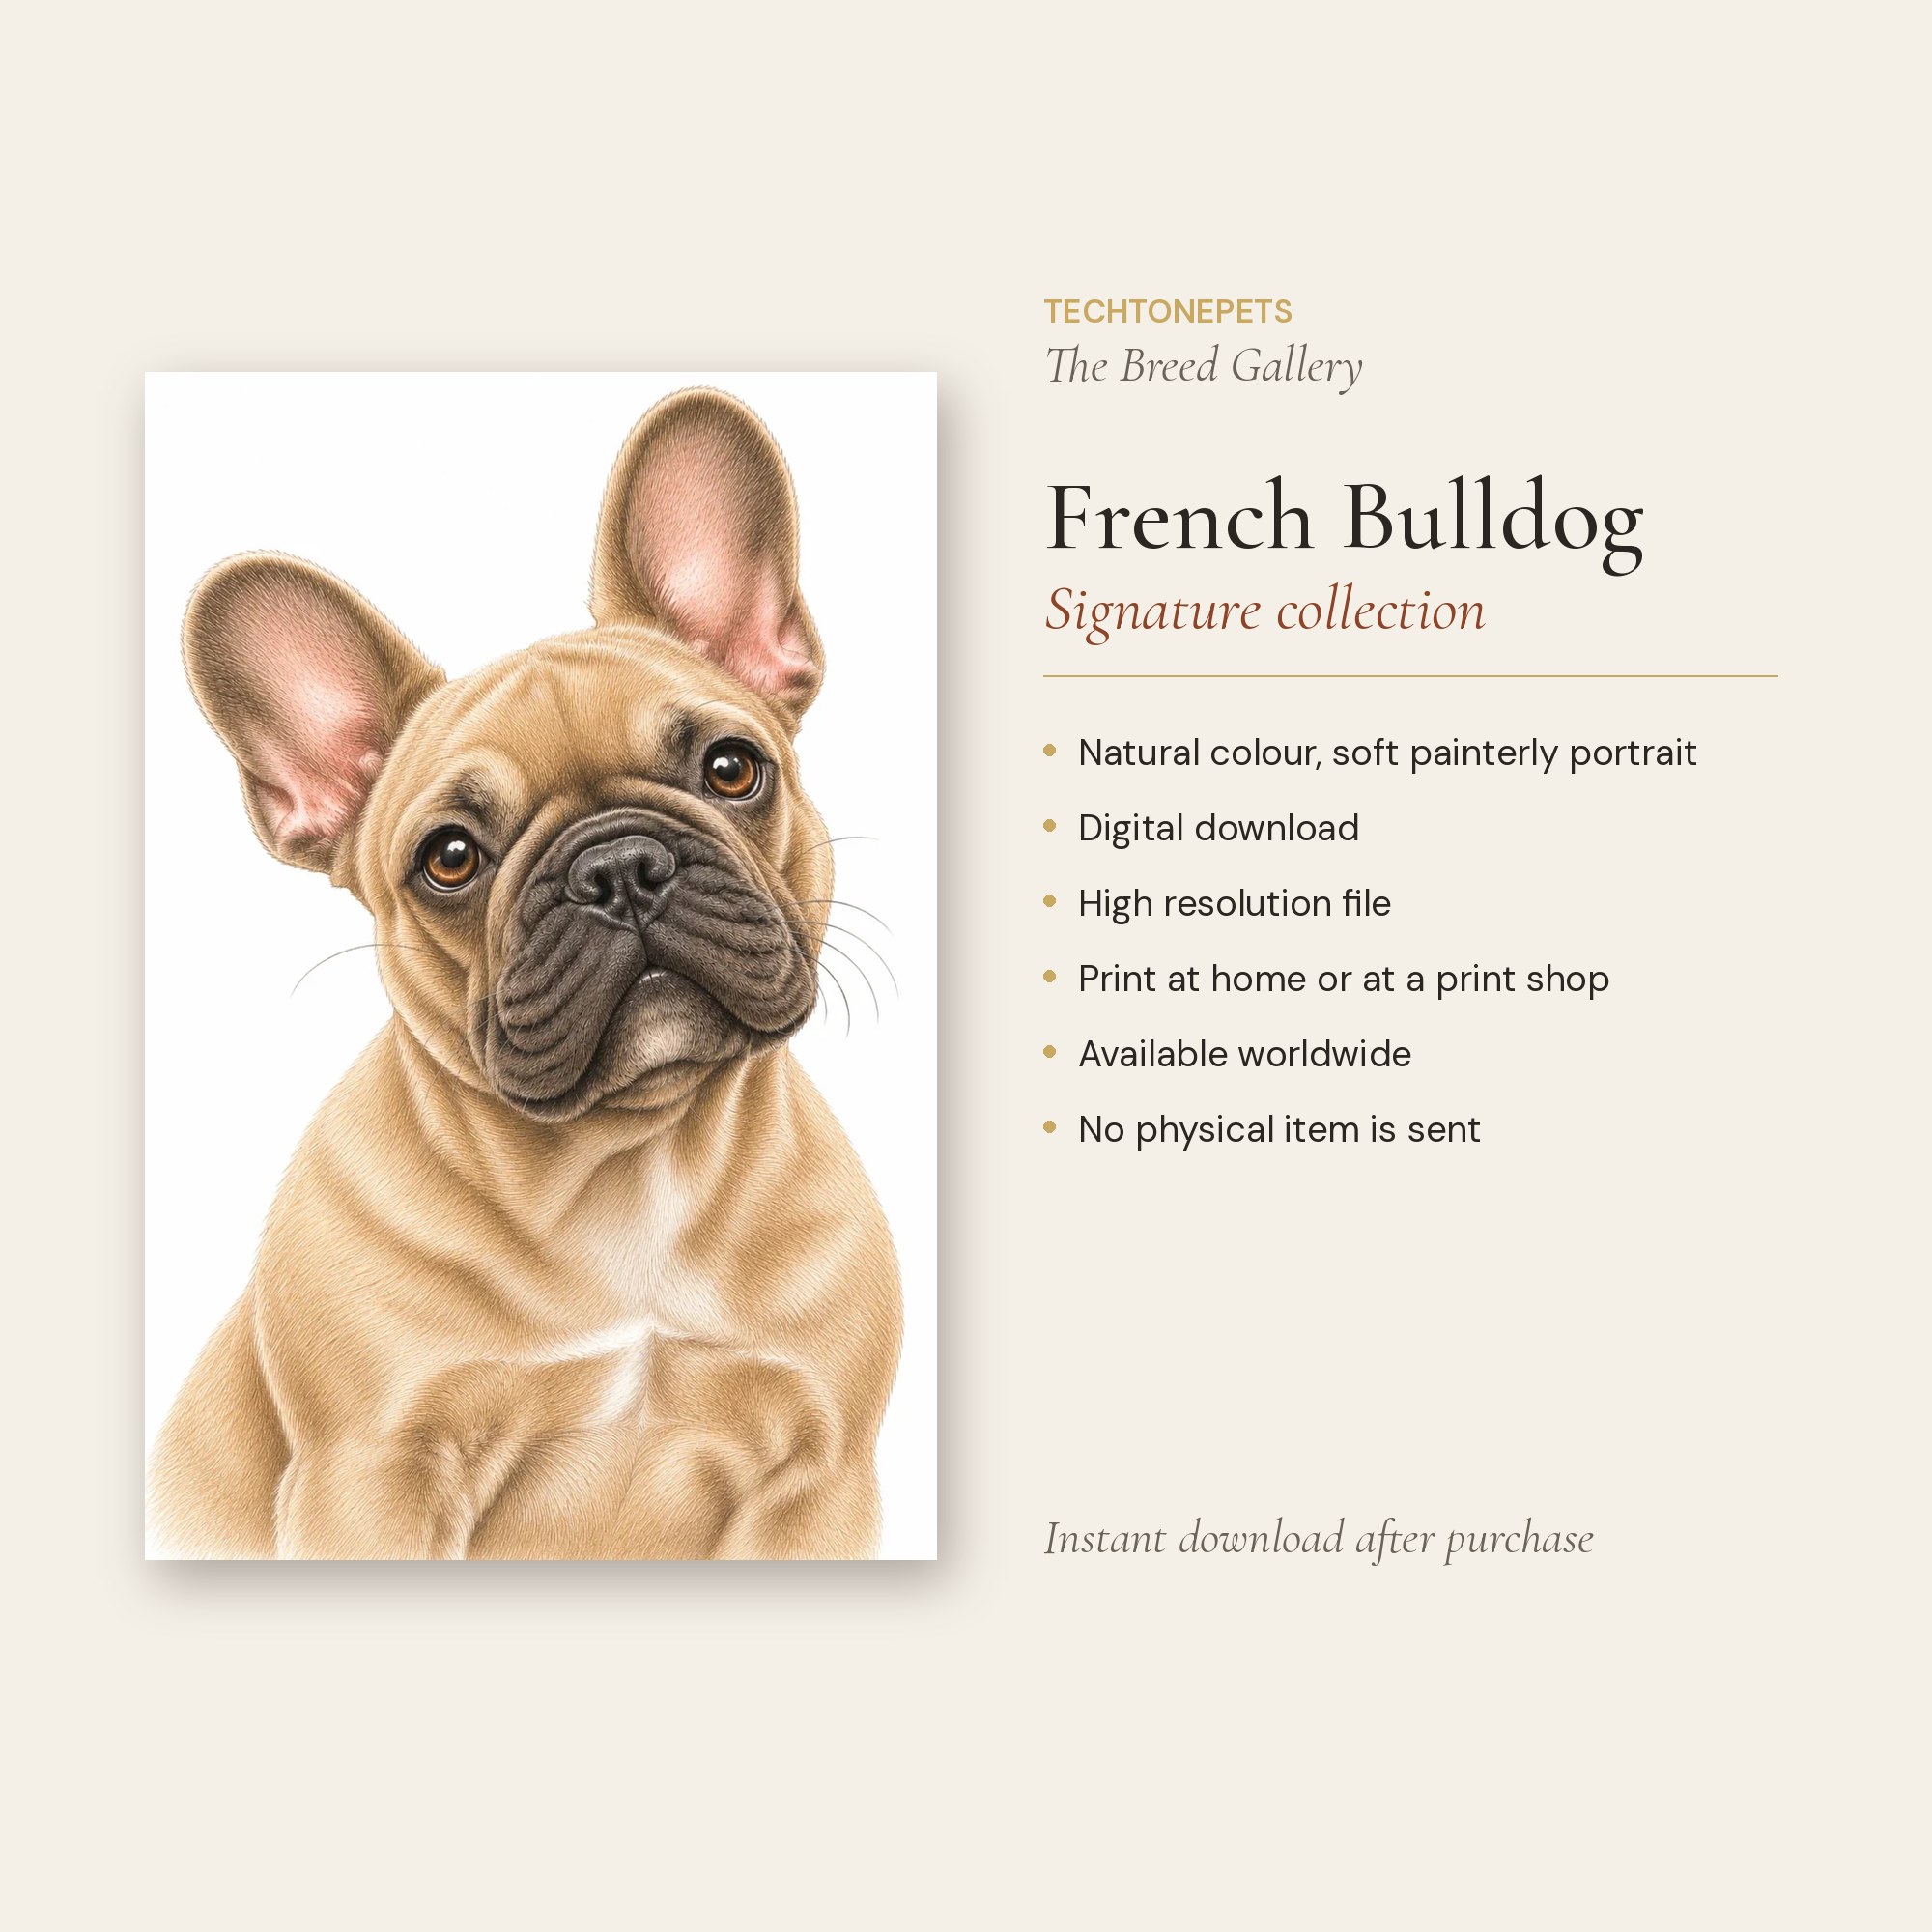 TECHTONEPETS
The Breed Gallery
French Bulldog
Signature collection
Natural colour, soft painterly portrait
Digital download
High resolution file
Print at home or at a print shop
Available worldwide
No physical item is sent
Instant download after purchase